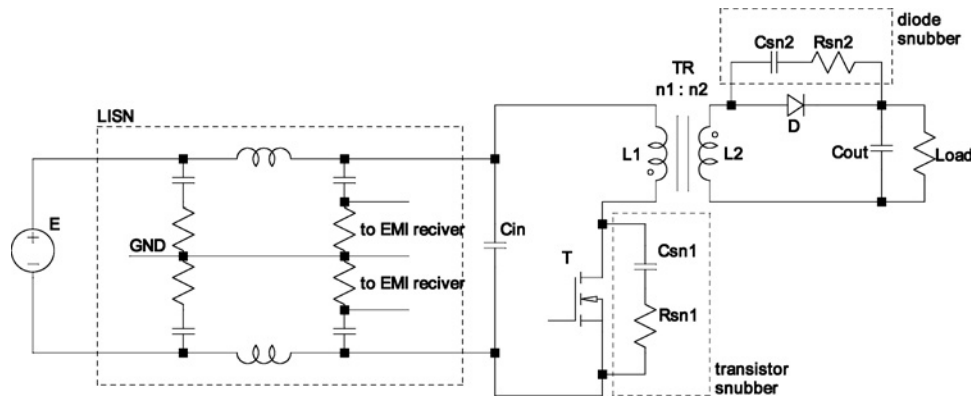 diode
snubber
Csn2
Rsn2
TR
n1 : n2
LISN
D
L1
L2
Cout
Load
E
to EMI reciver
GND
Cin
T
Csn1
to EMI reciver
Rsn1
transistor
snubber